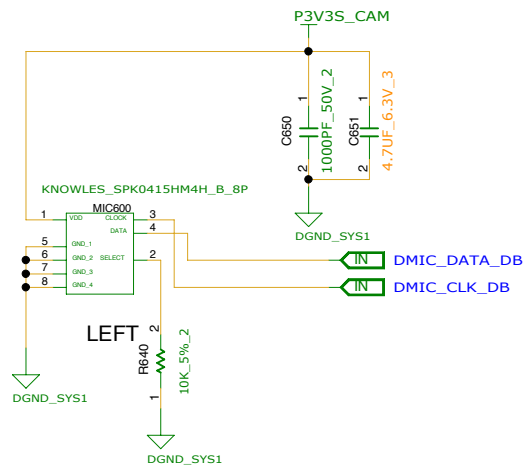 P3V3S_CAM
1
1
C650
1000PF_50V_2
C651
4.7UF_6.3V_3
2
2
DGND_SYS1
KNOWLES_SPK0415HM4H_B_8P
MIC600
1 VDD CLOCK 3
DATA 4
5 GND_1
6 GND_2 SELECT 2
7 GND_3
8 GND_4
IN DMIC_DATA_DB
IN DMIC_CLK_DB
LEFT
2
R640
10K_5%_2
1
DGND_SYS1
DGND_SYS1